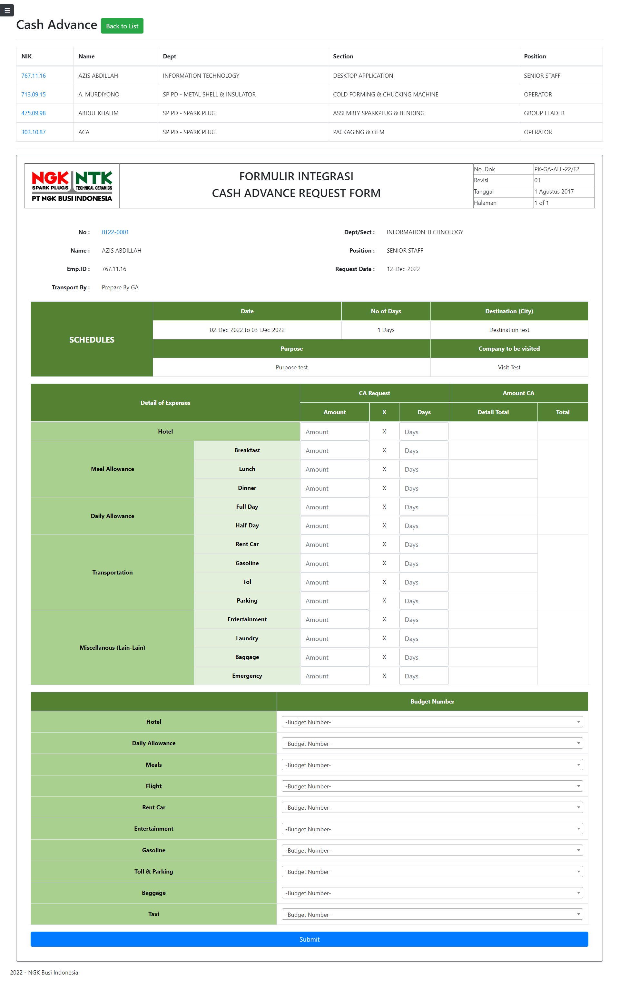 Cash Advance Back to List
NIK Name Dept Section Position
767.11.16 AZIS ABDILLAH INFORMATION TECHNOLOGY DESKTOP APPLICATION SENIOR STAFF
713.09.15 A. MURDIYONO SP PD - METAL SHELL & INSULATOR COLD FORMING & CHUCKING MACHINE OPERATOR
475.09.98 ABDUL KHALIM SP PD - SPARK PLUG ASSEMBLY SPARKPLUG & BENDING GROUP LEADER
303.10.87 ACA SP PD - SPARK PLUG PACKAGING & OEM OPERATOR
NGK NTK
SPARK PLUGS TECHNICAL CERAMICS
PT NGK BUSI INDONESIA
FORMULIR INTEGRASI
CASH ADVANCE REQUEST FORM
No. Dok PK-GA-ALL-22/F2
Revisi 01
Tanggal 1 Agustus 2017
Halaman 1 of 1
No : BT22-0001 Dept/Sect : INFORMATION TECHNOLOGY
Name : AZIS ABDILLAH Position : SENIOR STAFF
Emp.ID : 767.11.16 Request Date : 12-Dec-2022
Transport By : Prepare By GA
SCHEDULES
Date No of Days Destination (City)
02-Dec-2022 to 03-Dec-2022 1 Days Destination test
Purpose Company to be visited
Purpose test Visit Test
Detail of Expenses CA Request Amount CA
Amount X Days Detail Total Total
Hotel Amount X Days
Meal Allowance
Breakfast Amount X Days
Lunch Amount X Days
Dinner Amount X Days
Daily Allowance
Full Day Amount X Days
Half Day Amount X Days
Transportation
Rent Car Amount X Days
Gasoline Amount X Days
Tol Amount X Days
Parking Amount X Days
Miscellanous (Lain-Lain)
Entertainment Amount X Days
Laundry Amount X Days
Baggage Amount X Days
Emergency Amount X Days
Budget Number
Hotel -Budget Number-
Daily Allowance -Budget Number-
Meals -Budget Number-
Flight -Budget Number-
Rent Car -Budget Number-
Entertainment -Budget Number-
Gasoline -Budget Number-
Toll & Parking -Budget Number-
Baggage -Budget Number-
Taxi -Budget Number-
Submit
2022 - NGK Busi Indonesia